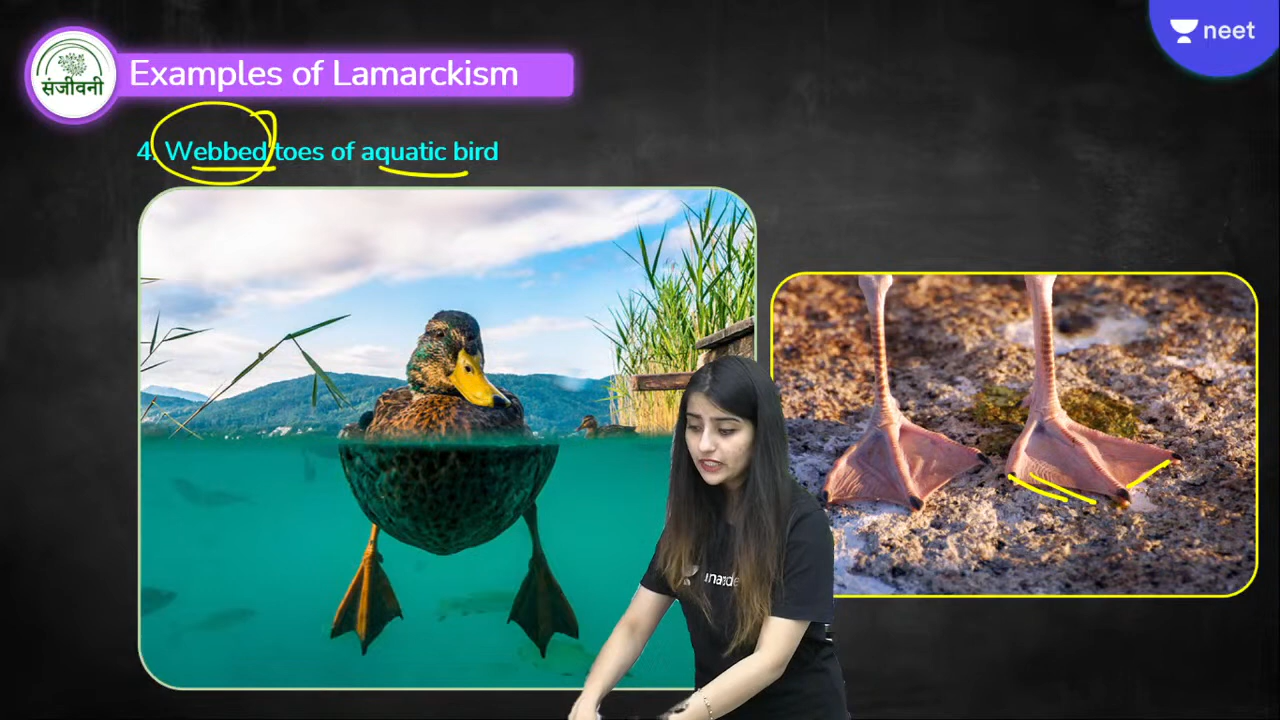 संजीवनी
Examples of Lamarckism
neet
4. Webbed toes of aquatic bird